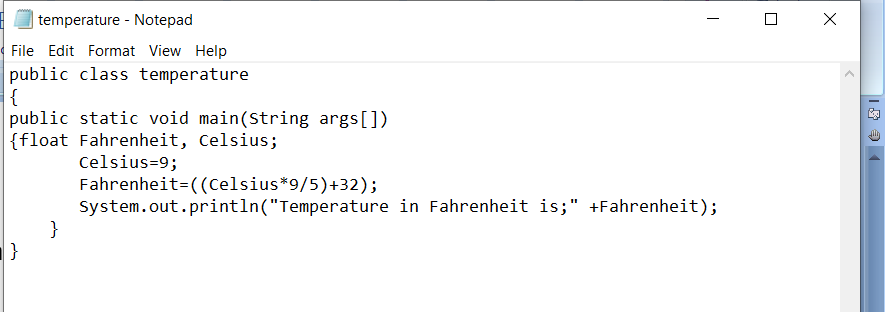 temperature - Notepad
File Edit Format View Help
public class temperature
{
public static void main(String args[])
{float Fahrenheit, Celsius;
Celsius=9;
Fahrenheit=((Celsius*9/5)+32);
System.out.println("Temperature in Fahrenheit is;" +Fahrenheit);
}
}